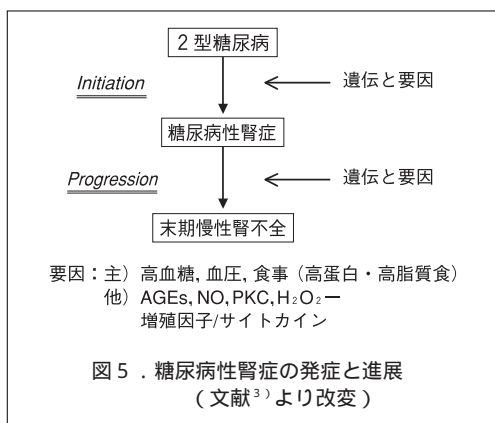 2型糖尿病
Initiation
遺伝と要因
糖尿病性腎症
Progression
遺伝と要因
末期慢性腎不全
要因：主）高血糖, 血圧, 食事（高蛋白・高脂質食）
他）AGEs, NO, PKC, H₂O₂ー
増殖因子/サイトカイン
図5．糖尿病性腎症の発症と進展
（文献³⁾より改変）